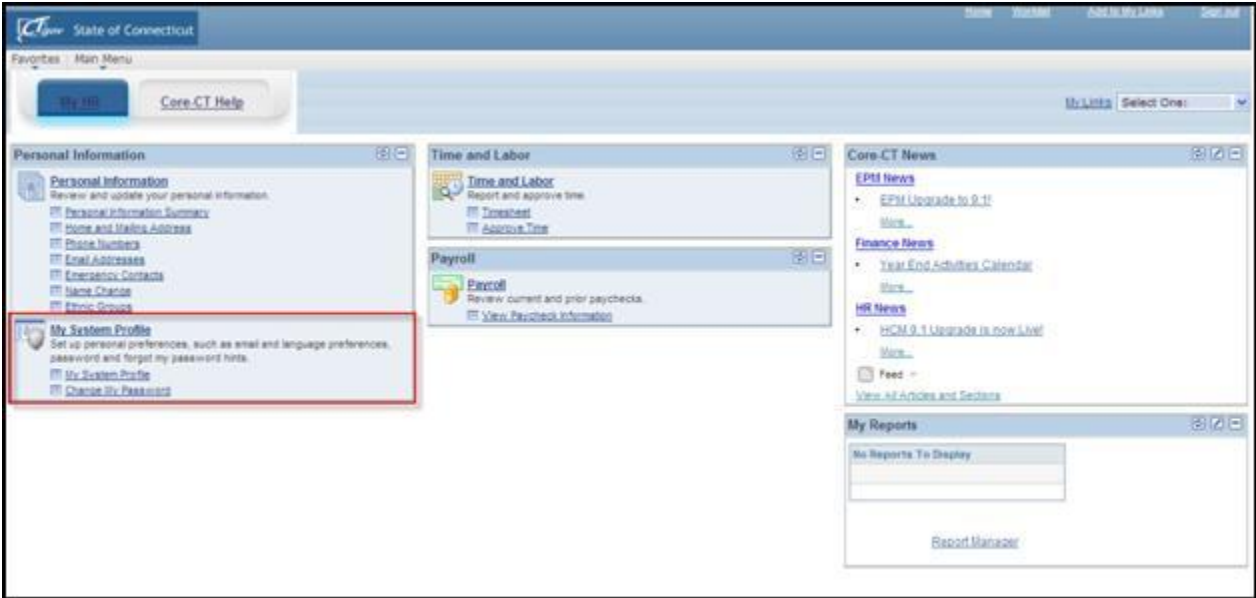 CT.gov State of Connecticut
Home Worklist Add to My Links Sign out
Favorites Main Menu
My HR Core-CT Help
My Links Select One:
Personal Information
Personal Information
Review and update your personal information.
Personal Information Summary
Home and Mailing Address
Phone Numbers
Email Addresses
Emergency Contacts
Name Change
Ethnic Groups
My System Profile
Set up personal preferences, such as email and language preferences,
password and forgot my password hints.
My System Profile
Change My Password
Time and Labor
Time and Labor
Report and approve time.
Timesheet
Approve Time
Payroll
Payroll
Review current and prior paychecks.
View Paycheck Information
Core-CT News
EPM News
• EPM Upgrade to 9.1!
More...
Finance News
• Year End Activities Calendar
More...
HR News
• HCM 9.1 Upgrade is now Live!
More...
Feed
View All Articles and Sections
My Reports
No Reports To Display
Report Manager